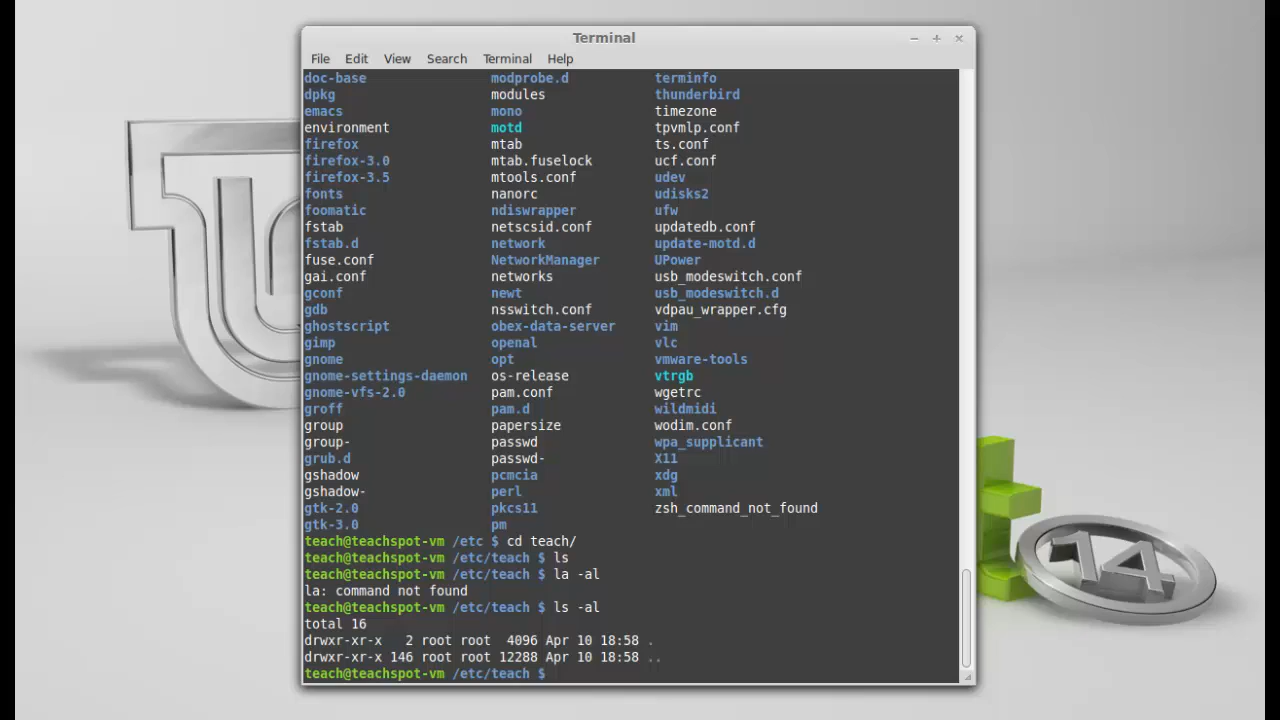 Terminal
File Edit View Search Terminal Help
doc-base modprobe.d terminfo
dpkg modules thunderbird
emacs mono timezone
environment motd tpvmlp.conf
firefox mtab ts.conf
firefox-3.0 mtab.fuselock ucf.conf
firefox-3.5 mtools.conf udev
fonts nanorc udisks2
foomatic ndiswrapper ufw
fstab netscsid.conf updatedb.conf
fstab.d network update-motd.d
fuse.conf NetworkManager UPower
gai.conf networks usb_modeswitch.conf
gconf newt usb_modeswitch.d
gdb nsswitch.conf vdpau_wrapper.cfg
ghostscript obex-data-server vim
gimp openal vlc
gnome opt vmware-tools
gnome-settings-daemon os-release vtrgb
gnome-vfs-2.0 pam.conf wgetrc
groff pam.d wildmidi
group papersize wodim.conf
group- passwd wpa_supplicant
grub.d passwd- X11
gshadow pcmcia xdg
gshadow- perl xml
gtk-2.0 pkcs11 zsh_command_not_found
gtk-3.0 pm
teach@teachspot-vm /etc $ cd teach/
teach@teachspot-vm /etc/teach $ ls
teach@teachspot-vm /etc/teach $ la -al
la: command not found
teach@teachspot-vm /etc/teach $ ls -al
total 16
drwxr-xr-x 2 root root 4096 Apr 10 18:58 .
drwxr-xr-x 146 root root 12288 Apr 10 18:58 ..
teach@teachspot-vm /etc/teach $
14